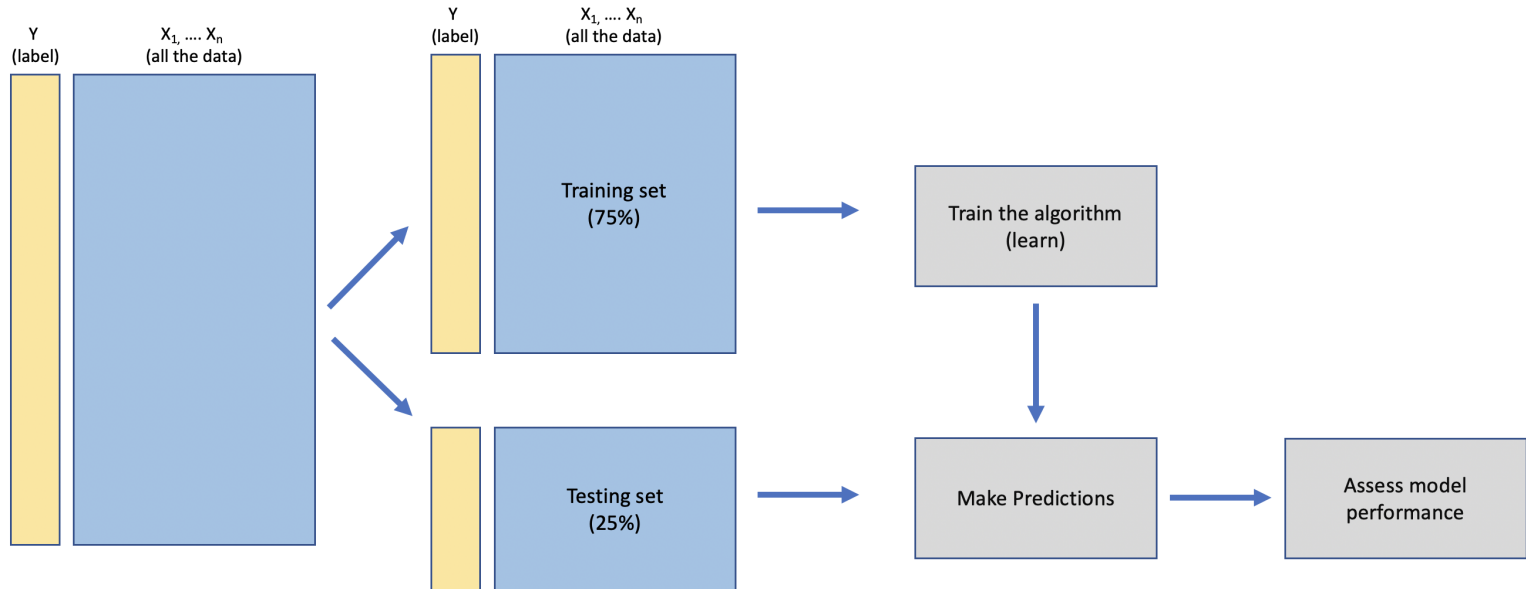 Y
(label)
X₁, .... Xₙ
(all the data)
Y
(label)
X₁, .... Xₙ
(all the data)
Training set
(75%)
Train the algorithm
(learn)
Testing set
(25%)
Make Predictions
Assess model
performance